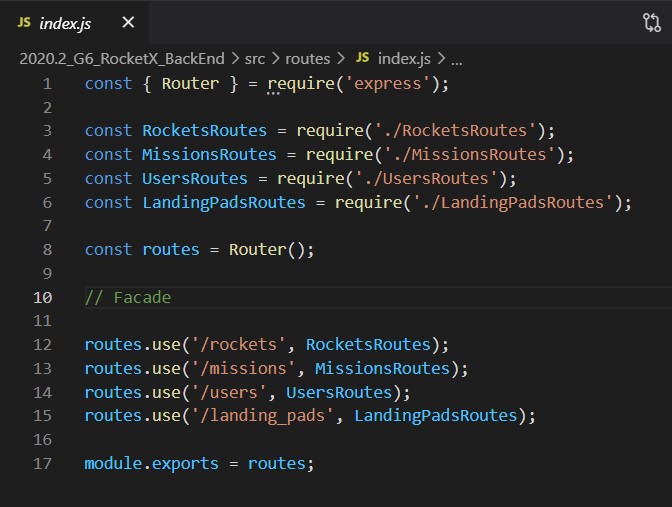 JS index.js ×
2020.2_G6_RocketX_BackEnd > src > routes > JS index.js > ...
1 const { Router } = require('express');
2
3 const RocketsRoutes = require('./RocketsRoutes');
4 const MissionsRoutes = require('./MissionsRoutes');
5 const UsersRoutes = require('./UsersRoutes');
6 const LandingPadsRoutes = require('./LandingPadsRoutes');
7
8 const routes = Router();
9
10 // Facade
11
12 routes.use('/rockets', RocketsRoutes);
13 routes.use('/missions', MissionsRoutes);
14 routes.use('/users', UsersRoutes);
15 routes.use('/landing_pads', LandingPadsRoutes);
16
17 module.exports = routes;